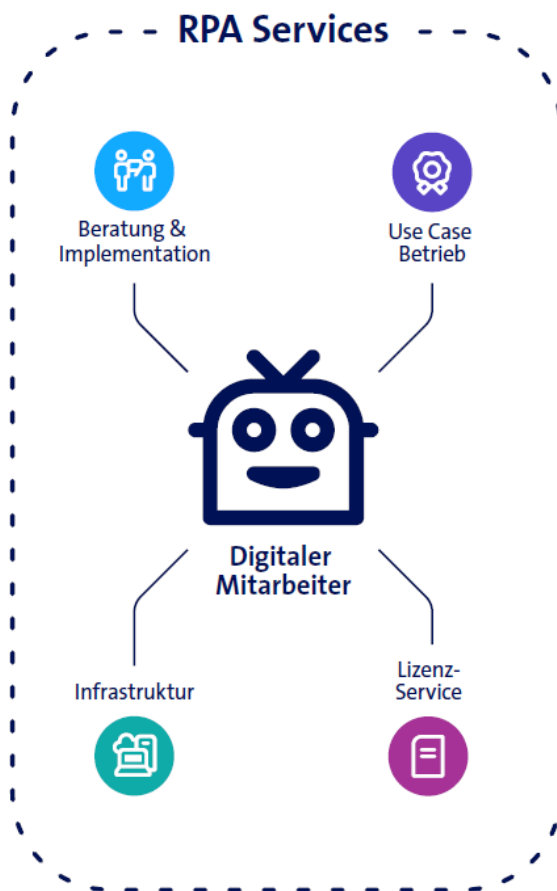 RPA Services
Beratung &
Implementation
Use Case
Betrieb
Digitaler
Mitarbeiter
Infrastruktur
Lizenz-
Service